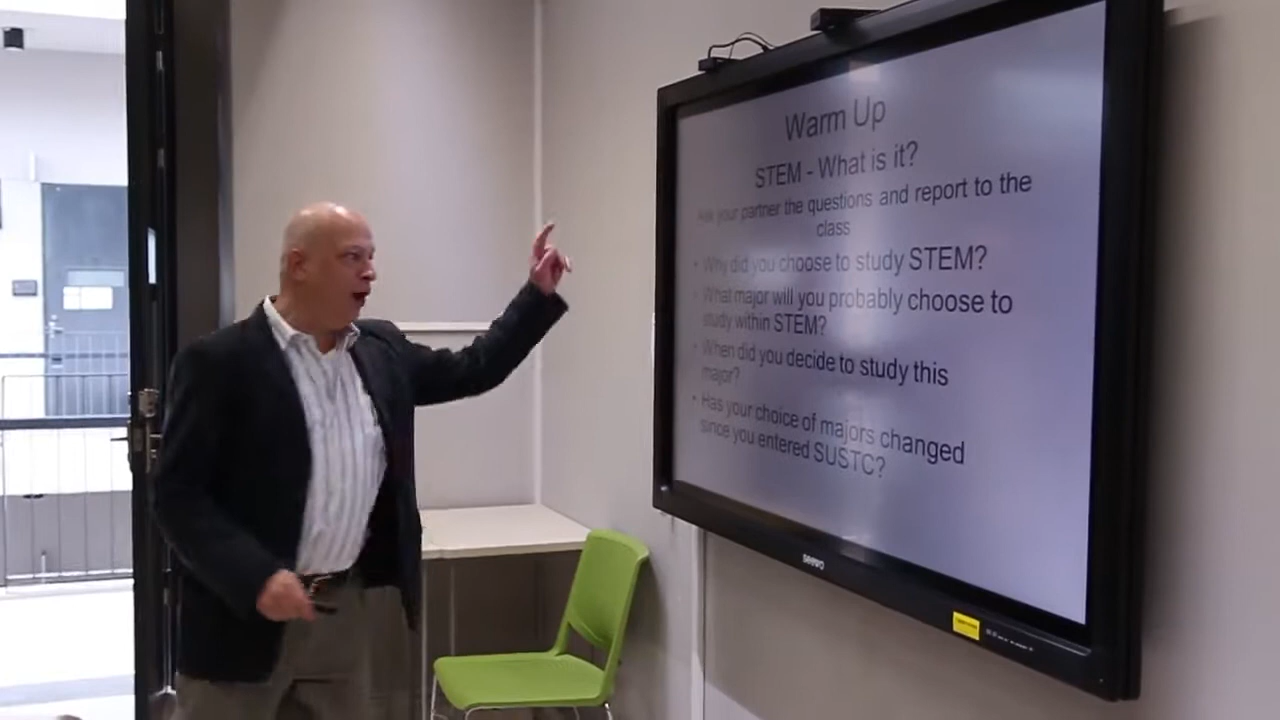 Warm Up
STEM - What is it?
Ask your partner the questions and report to the
class
• Why did you choose to study STEM?
• What major will you probably choose to
study within STEM?
• When did you decide to study this
major?
• Has your choice of majors changed
since you entered SUSTC?
seewo